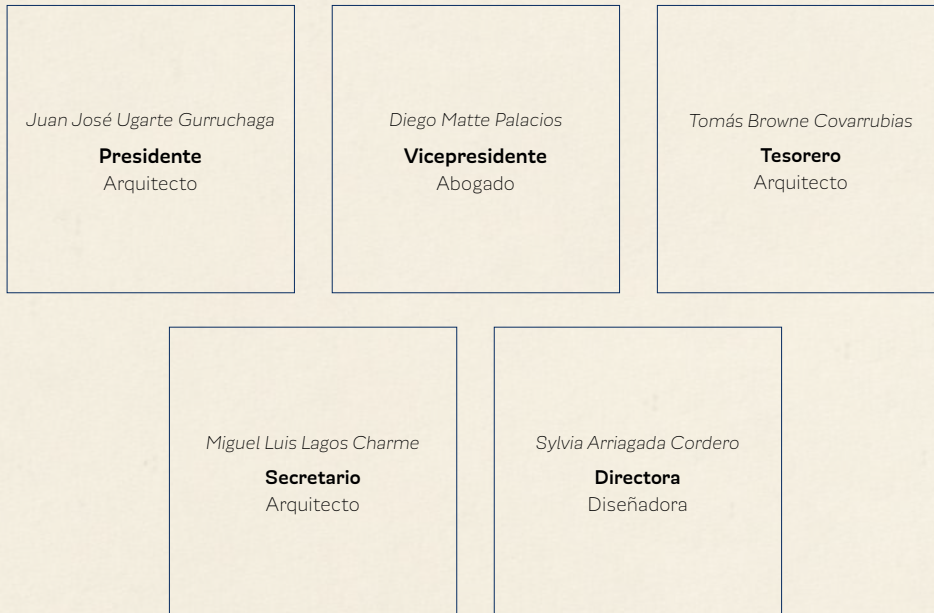 Juan José Ugarte Gurruchaga
Presidente
Arquitecto
Diego Matte Palacios
Vicepresidente
Abogado
Tomás Browne Covarrubias
Tesorero
Arquitecto
Miguel Luis Lagos Charme
Secretario
Arquitecto
Sylvia Arriagada Cordero
Directora
Diseñadora